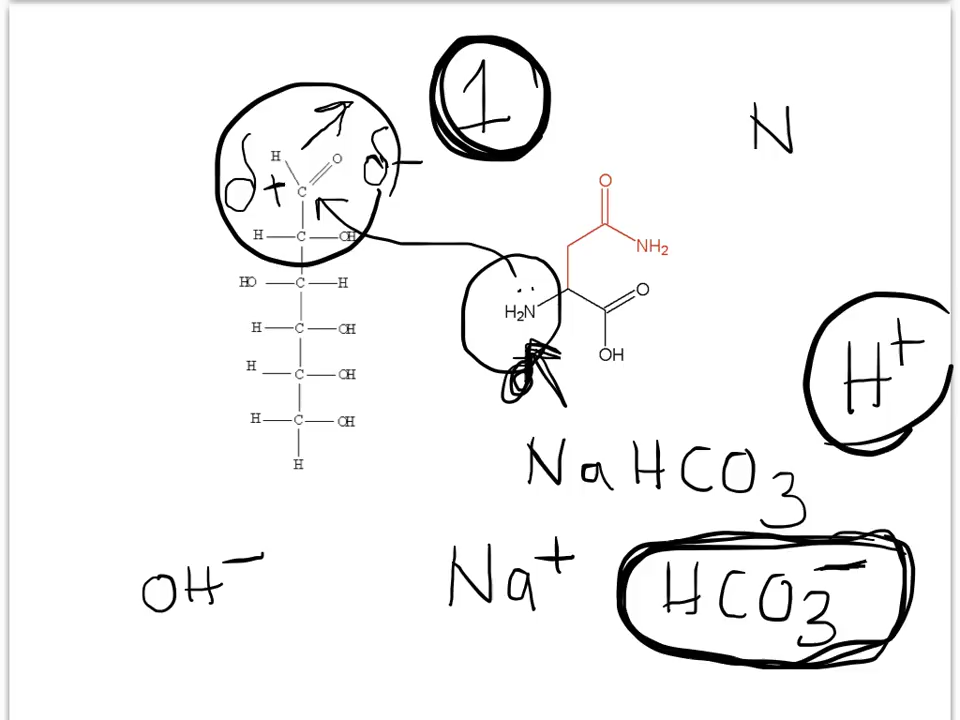 1
N
δ+ δ-
H O
C
H C OH
HO C H
H C OH
H C OH
H C OH
H
O
NH2
H2N
O
OH
H+
NaHCO3
OH-
Na+ HCO3-